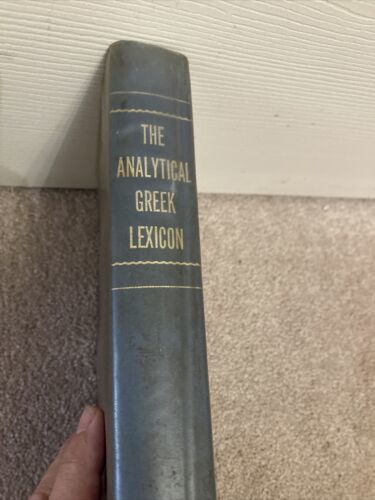 THE
ANALYTICAL
GREEK
LEXICON